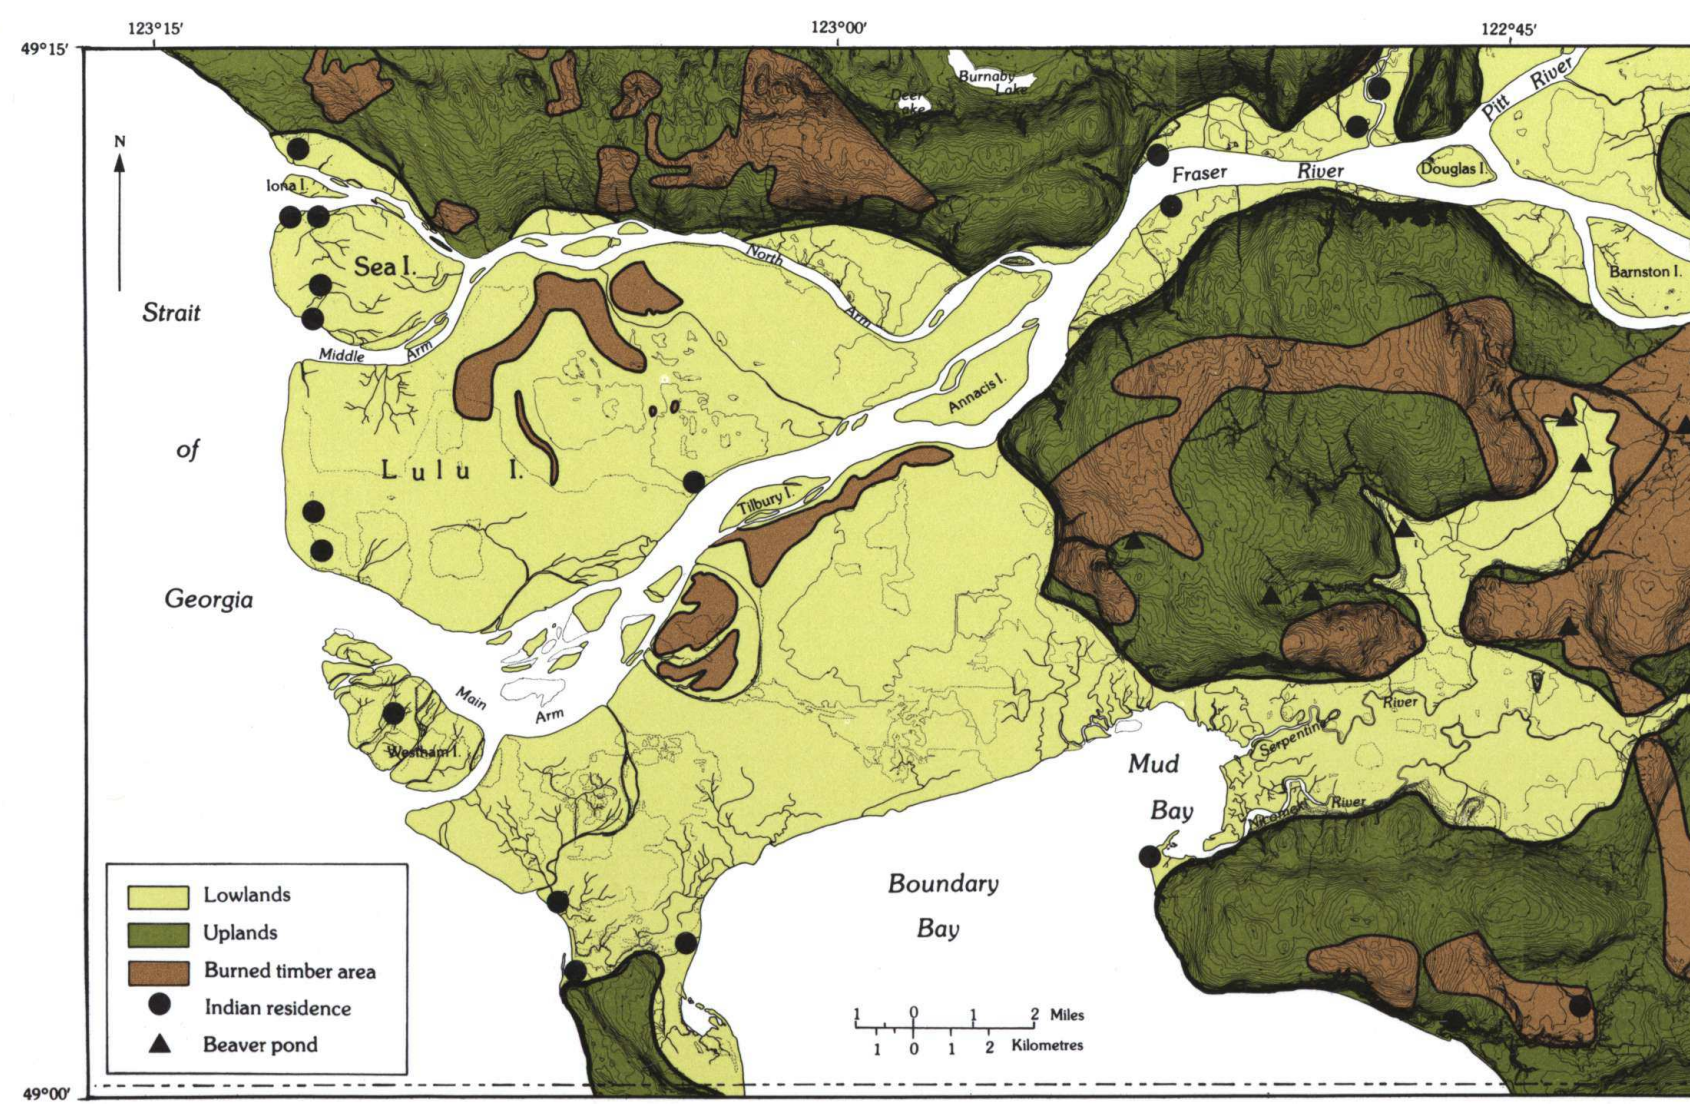 123°15′ 123°00′ 122°45′
49°15′
Burnaby
Lake
Deer
Lake
Pitt River
N
Iona I.
Fraser River
Douglas I.
Sea I.
North
Arm
Barnston I.
Strait
Middle Arm
Annacis I.
of
Lulu I.
Tilbury I.
Georgia
Main
Arm
Westham I.
River
Serpentine
Mud
Bay
Nicomekl River
Boundary
Bay
Lowlands
Uplands
Burned timber area
Indian residence
Beaver pond
1 0 1 2 Miles
1 0 1 2 Kilometres
49°00′